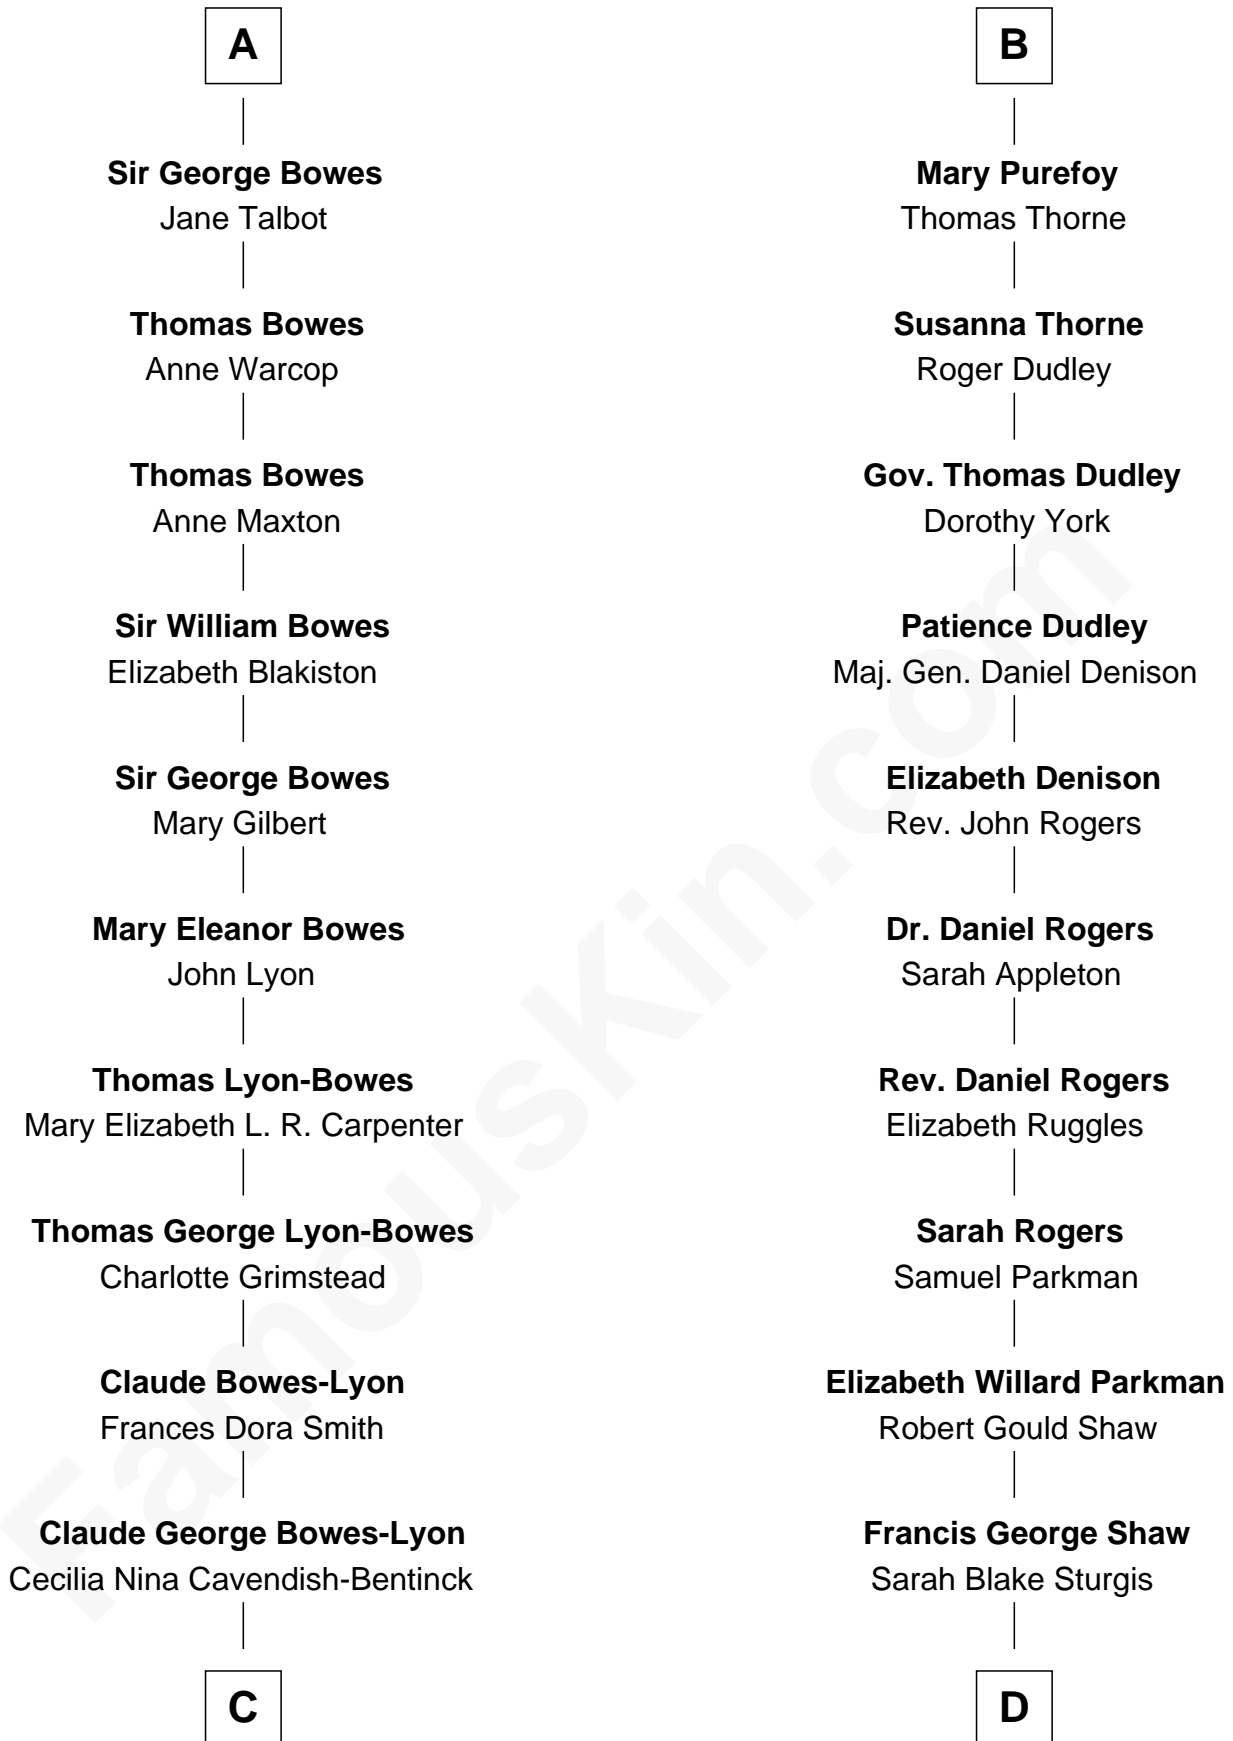 A
Sir George Bowes
Jane Talbot
Thomas Bowes
Anne Warcop
Thomas Bowes
Anne Maxton
Sir William Bowes
Elizabeth Blakiston
Sir George Bowes
Mary Gilbert
Mary Eleanor Bowes
John Lyon
Thomas Lyon-Bowes
Mary Elizabeth L. R. Carpenter
Thomas George Lyon-Bowes
Charlotte Grimstead
Claude Bowes-Lyon
Frances Dora Smith
Claude George Bowes-Lyon
Cecilia Nina Cavendish-Bentinck
C
B
Mary Purefoy
Thomas Thorne
Susanna Thorne
Roger Dudley
Gov. Thomas Dudley
Dorothy York
Patience Dudley
Maj. Gen. Daniel Denison
Elizabeth Denison
Rev. John Rogers
Dr. Daniel Rogers
Sarah Appleton
Rev. Daniel Rogers
Elizabeth Ruggles
Sarah Rogers
Samuel Parkman
Elizabeth Willard Parkman
Robert Gould Shaw
Francis George Shaw
Sarah Blake Sturgis
D
FamousKin.com